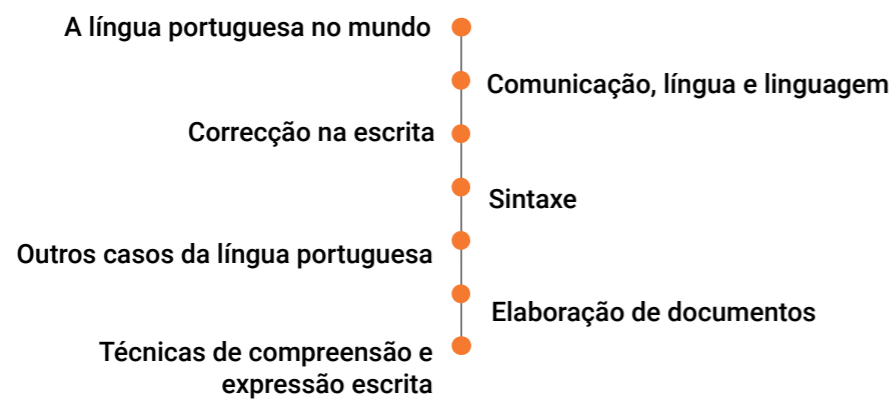 A língua portuguesa no mundo
Comunicação, língua e linguagem
Correcção na escrita
Sintaxe
Outros casos da língua portuguesa
Elaboração de documentos
Técnicas de compreensão e
expressão escrita